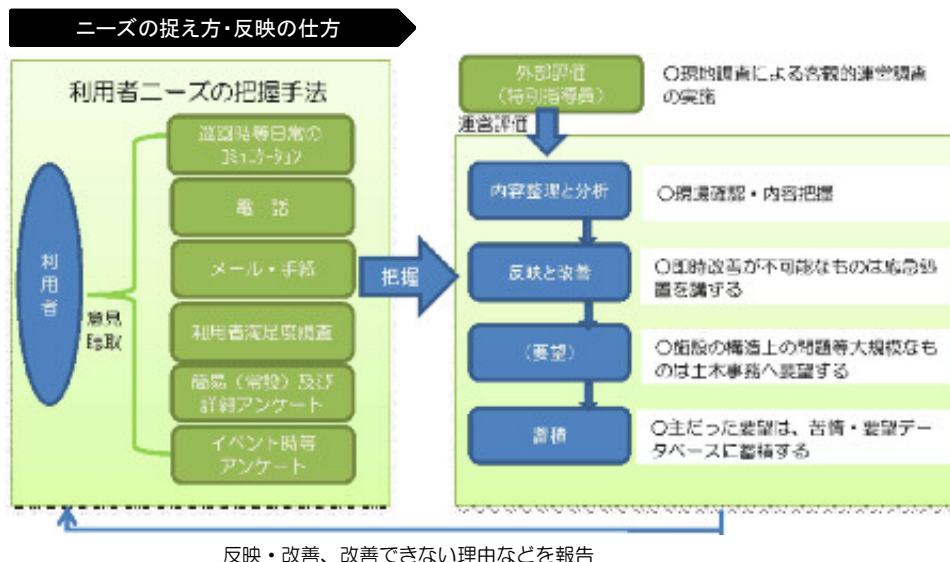 ニーズの捉え方・反映の仕方
利用者ニーズの把握手法
利用者
意見
聴取
巡回時等日常の
コミュニケーション
電 話
メール・手紙
利用者満足度調査
簡易（常設）及び
詳細アンケート
イベント時等
アンケート
把握
外部評価
（特別指導員）
〇現地調査による客観的運営調査
の実施
運営評価
内容整理と分析
〇現場確認・内容把握
反映と改善
〇即時改善が不可能なものは応急処
置を講ずる
（要望）
〇施設の構造上の問題等大規模なも
のは土木事務へ要望する
蓄積
〇主だった要望は、苦情・要望デー
タベースに蓄積する
反映・改善、改善できない理由などを報告